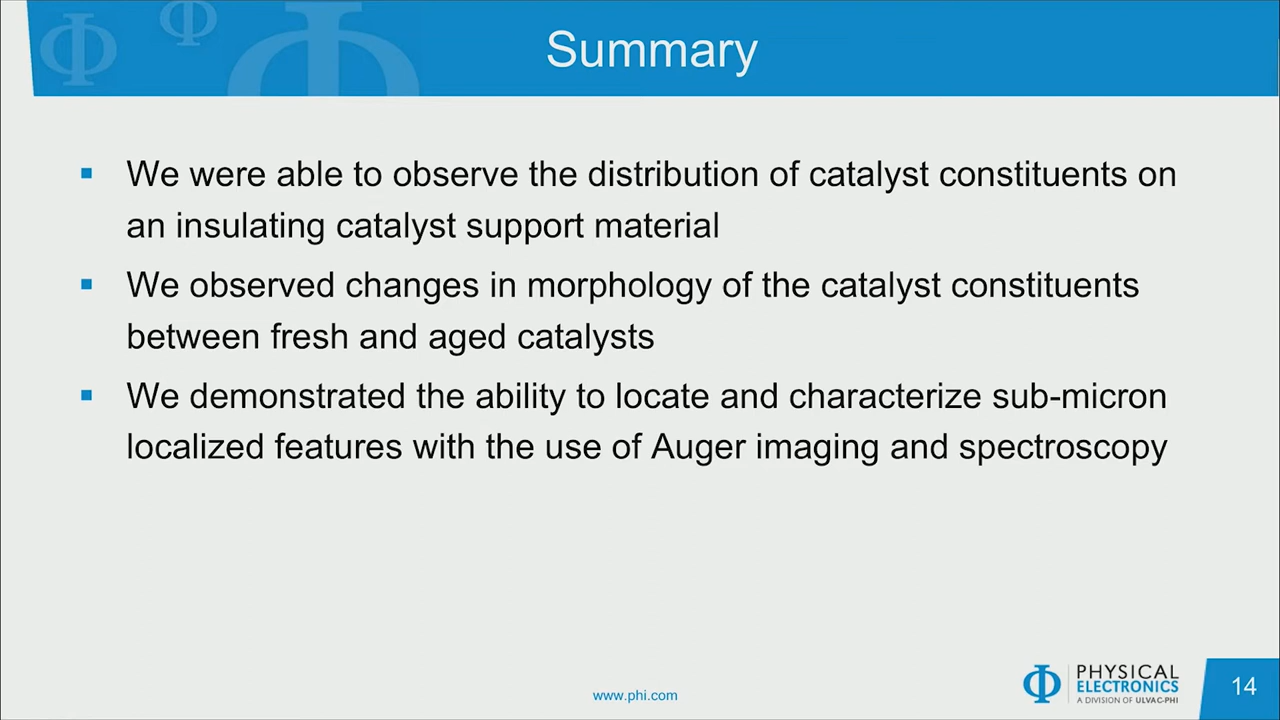 Summary
▪ We were able to observe the distribution of catalyst constituents on
an insulating catalyst support material
▪ We observed changes in morphology of the catalyst constituents
between fresh and aged catalysts
▪ We demonstrated the ability to locate and characterize sub-micron
localized features with the use of Auger imaging and spectroscopy
www.phi.com
PHYSICAL
ELECTRONICS
A DIVISION OF ULVAC-PHI
14